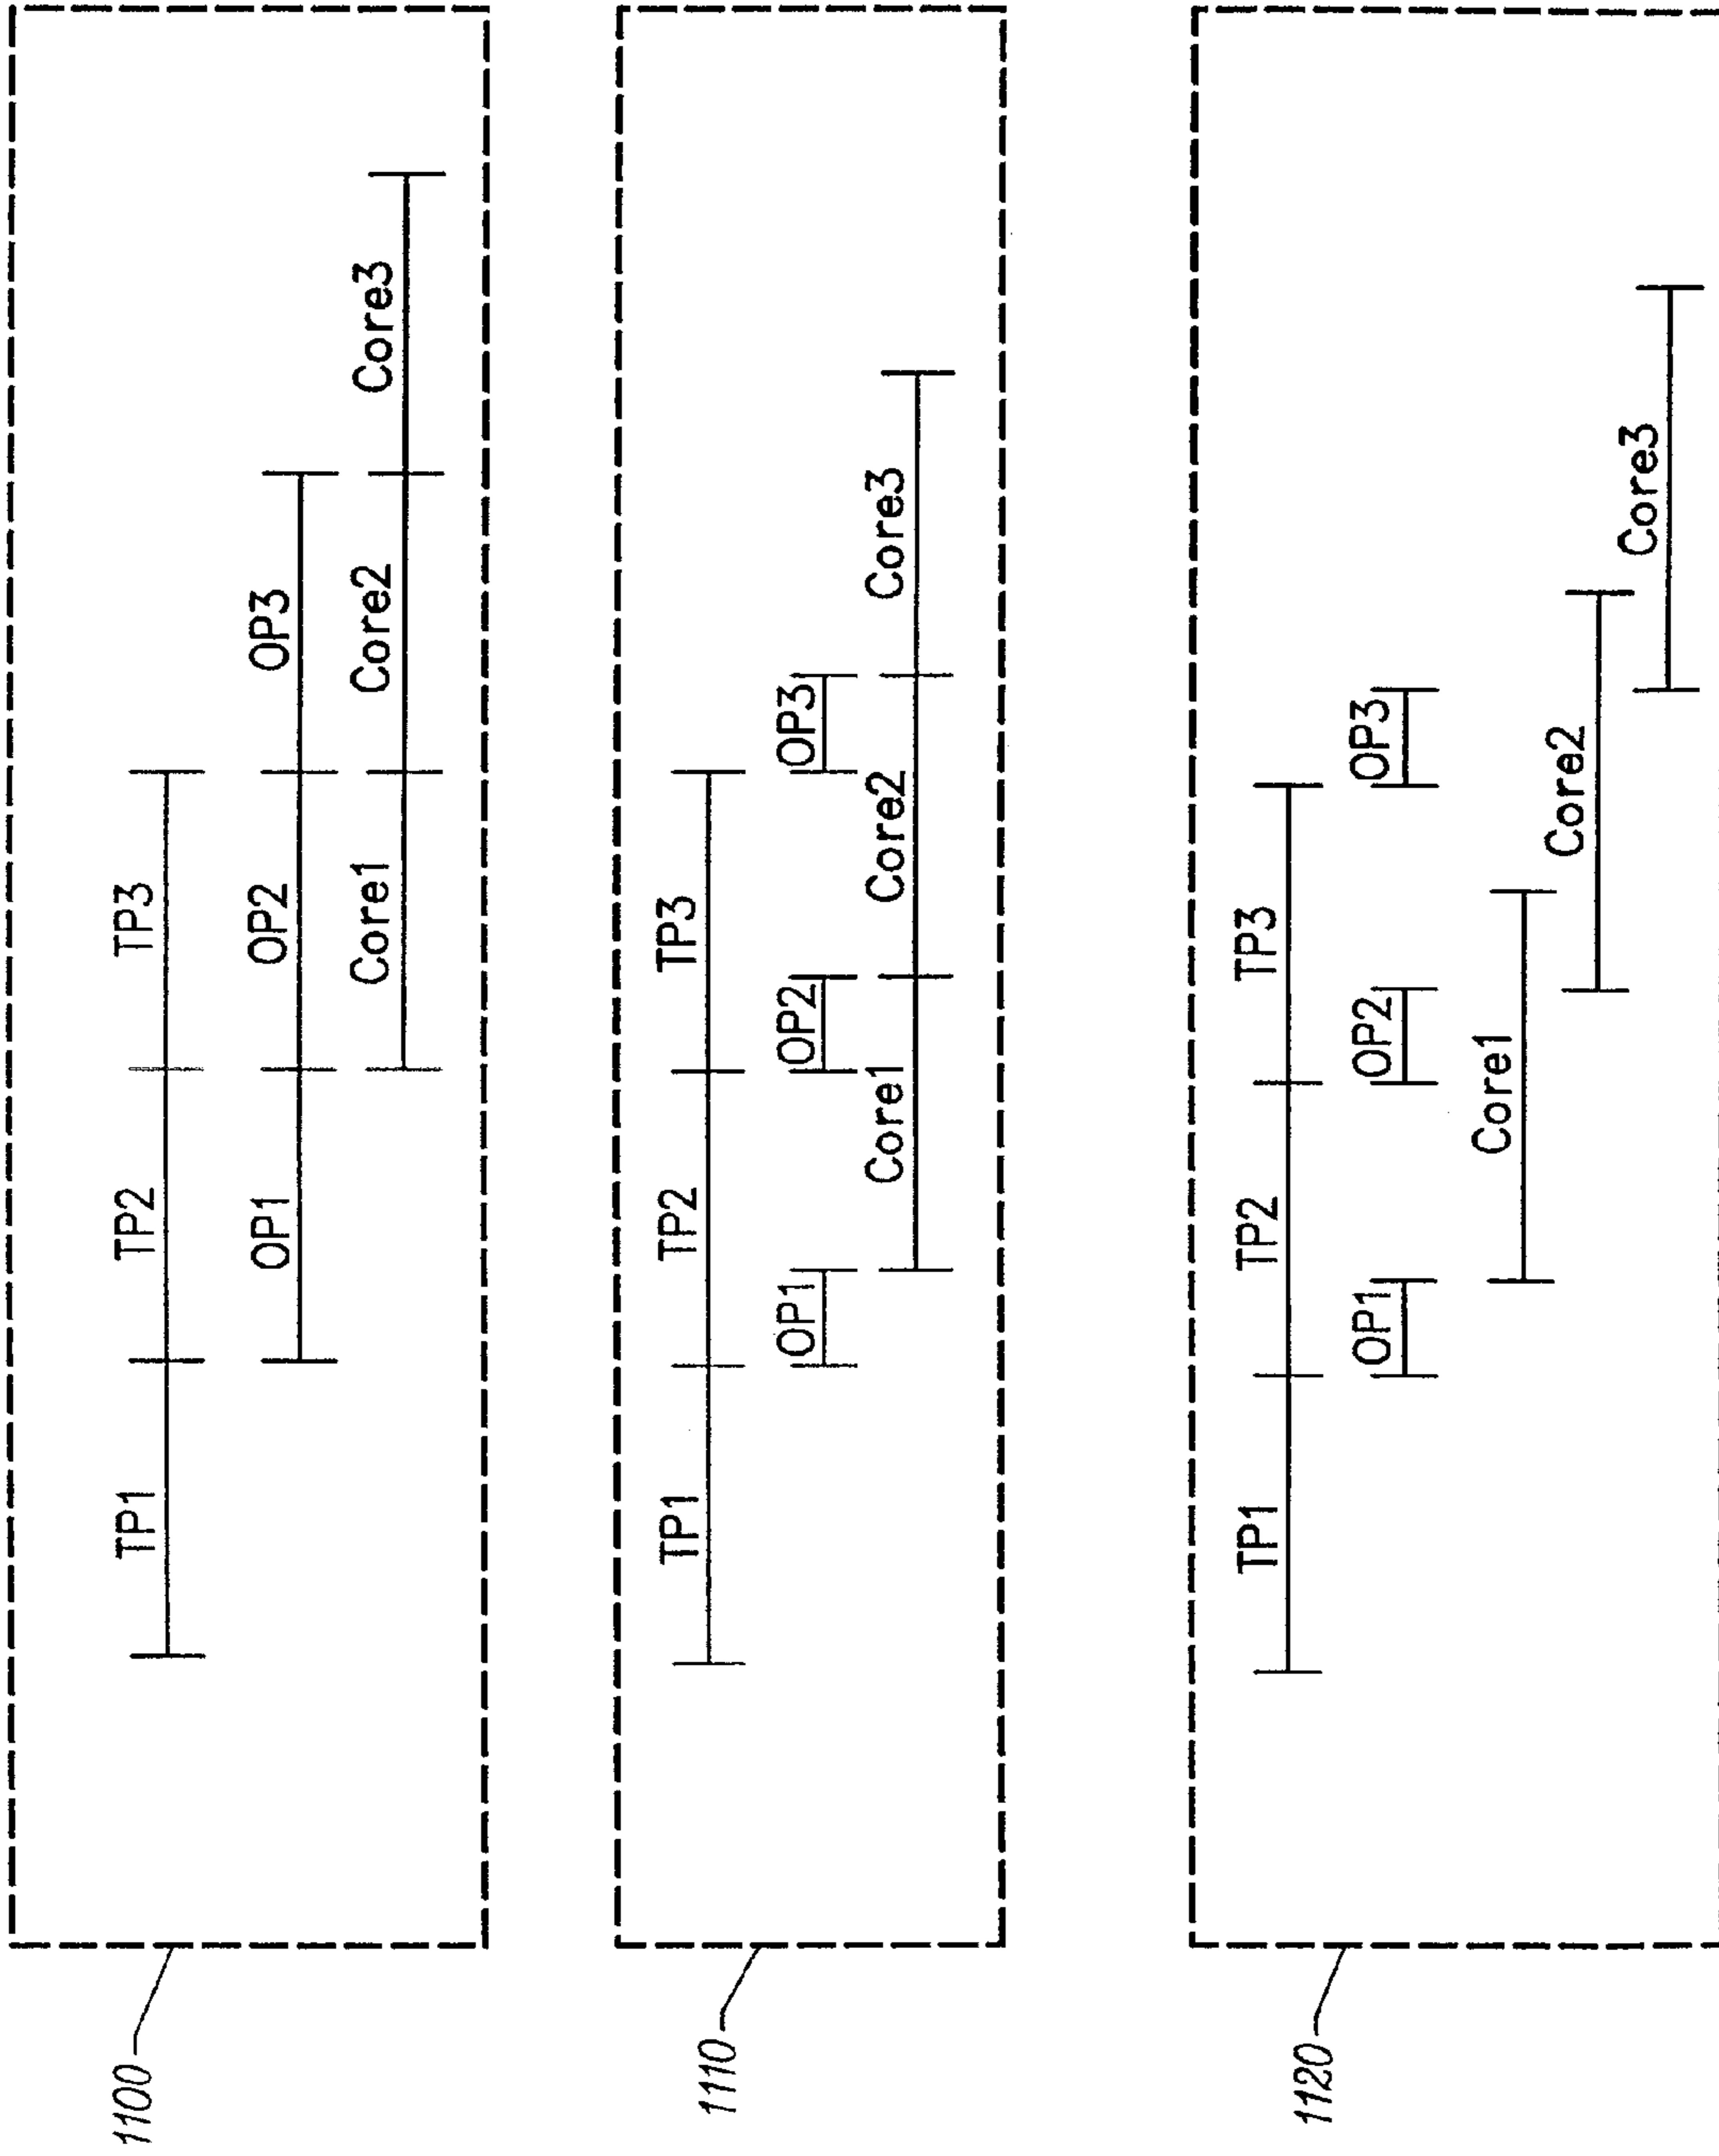 1100
TP1 TP2 TP3
OP1 OP2 OP3
Core1 Core2 Core3
1110
TP1 TP2 TP3
OP1 OP2 OP3
Core1 Core2 Core3
1120
TP1 TP2 TP3
OP1 OP2 OP3
Core1
Core2
Core3